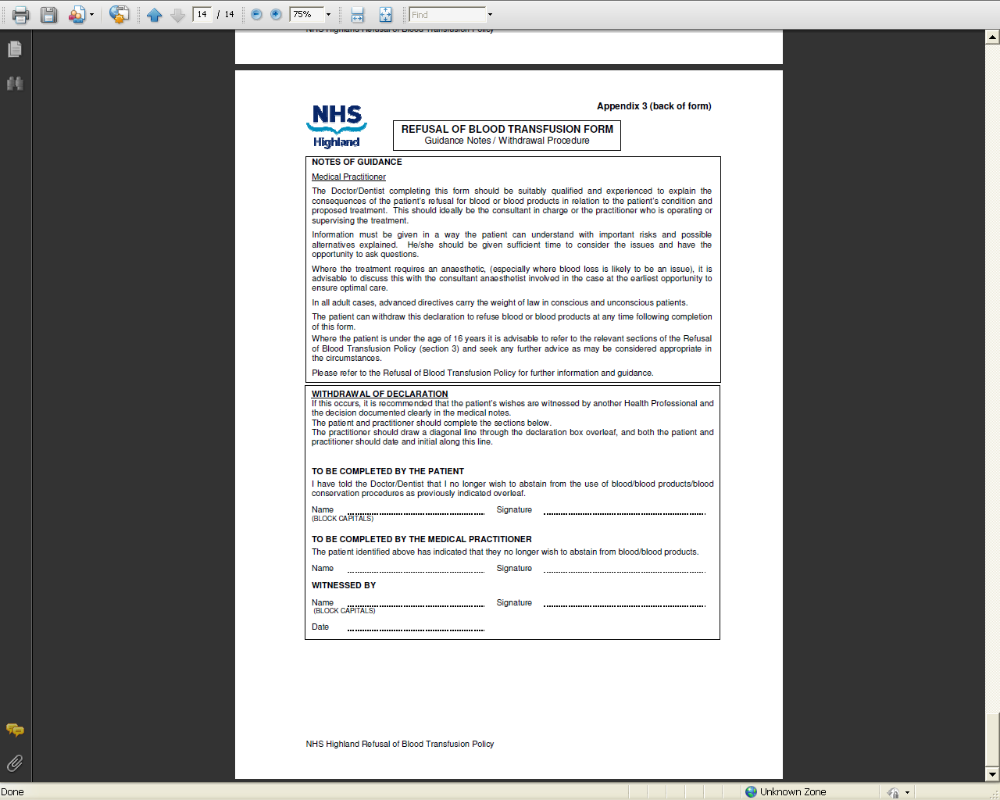 14 / 14
75%
Find
NHS Highland Refusal of Blood Transfusion Policy
Appendix 3 (back of form)
NHS
Highland
REFUSAL OF BLOOD TRANSFUSION FORM
Guidance Notes / Withdrawal Procedure
NOTES OF GUIDANCE
Medical Practitioner
The Doctor/Dentist completing this form should be suitably qualified and experienced to explain the
consequences of the patient's refusal for blood or blood products in relation to the patient's condition and
proposed treatment. This should ideally be the consultant in charge or the practitioner who is operating or
supervising the treatment.
Information must be given in a way the patient can understand with important risks and possible
alternatives explained. He/she should be given sufficient time to consider the issues and have the
opportunity to ask questions.
Where the treatment requires an anaesthetic, (especially where blood loss is likely to be an issue), it is
advisable to discuss this with the consultant anaesthetist involved in the case at the earliest opportunity to
ensure optimal care.
In all adult cases, advanced directives carry the weight of law in conscious and unconscious patients.
The patient can withdraw this declaration to refuse blood or blood products at any time following completion
of this form.
Where the patient is under the age of 16 years it is advisable to refer to the relevant sections of the Refusal
of Blood Transfusion Policy (section 3) and seek any further advice as may be considered appropriate in
the circumstances.
Please refer to the Refusal of Blood Transfusion Policy for further information and guidance.
WITHDRAWAL OF DECLARATION
If this occurs, it is recommended that the patient's wishes are witnessed by another Health Professional and
the decision documented clearly in the medical notes.
The patient and practitioner should complete the sections below.
The practitioner should draw a diagonal line through the declaration box overleaf, and both the patient and
practitioner should date and initial along this line.
TO BE COMPLETED BY THE PATIENT
I have told the Doctor/Dentist that I no longer wish to abstain from the use of blood/blood products/blood
conservation procedures as previously indicated overleaf.
Name Signature
(BLOCK CAPITALS)
TO BE COMPLETED BY THE MEDICAL PRACTITIONER
The patient identified above has indicated that they no longer wish to abstain from blood/blood products.
Name Signature
WITNESSED BY
Name Signature
(BLOCK CAPITALS)
Date
NHS Highland Refusal of Blood Transfusion Policy
Done
Unknown Zone